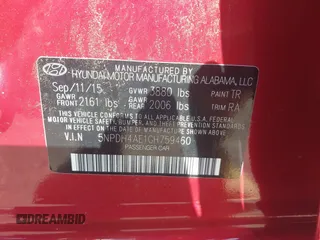 MANUFACTURED BY
HYUNDAI MOTOR MANUFACTURING ALABAMA, LLC
Sep/11/15 GVWR 3880 lbs PAINT TR
GAWR FRONT 2161 lbs GAWR REAR 2006 lbs TRIM RA
THIS VEHICLE CONFORMS TO ALL APPLICABLE U.S. FEDERAL
MOTOR VEHICLE SAFETY, BUMPER, AND THEFT
PREVENTION STANDARDS IN EFFECT ON THE DATE OF
MANUFACTURE SHOWN ABOVE.
V.I.N 5NPDH4AE1GH759460
PASSENGER CAR
DREAMBID